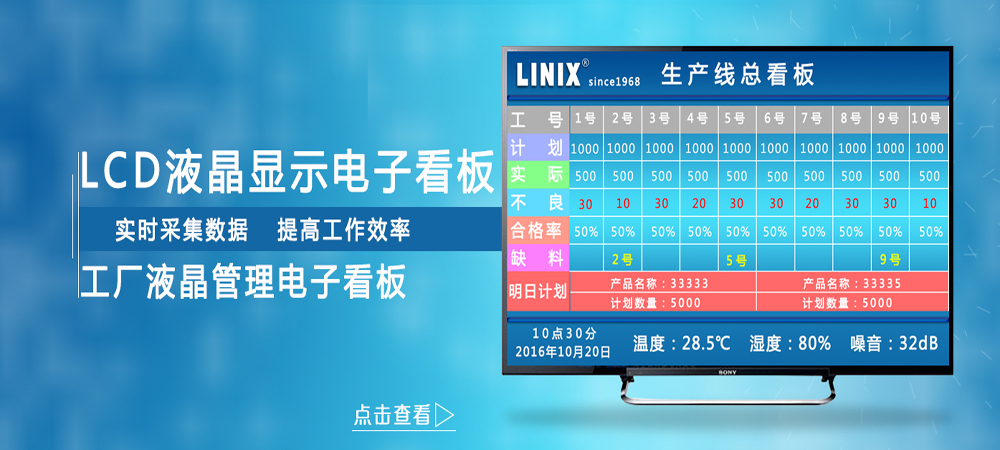 LCD液晶显示电子看板
实时采集数据 提高工作效率
工厂液晶管理电子看板
点击查看
LINIX® since1968 生产线总看板
工 号 1号 2号 3号 4号 5号 6号 7号 8号 9号 10号
计 划 1000 1000 1000 1000 1000 1000 1000 1000 1000 1000
实 际 500 500 500 500 500 500 500 500 500 500
不 良 30 10 30 20 30 30 20 30 30 10
合格率 50% 50% 50% 50% 50% 50% 50% 50% 50% 50%
缺 料 2号 5号 9号
明日计划 产品名称：33333 产品名称：33335
计划数量：5000 计划数量：5000
10点30分
2016年10月20日 温度：28.5℃ 湿度：80% 噪音：32dB
SONY